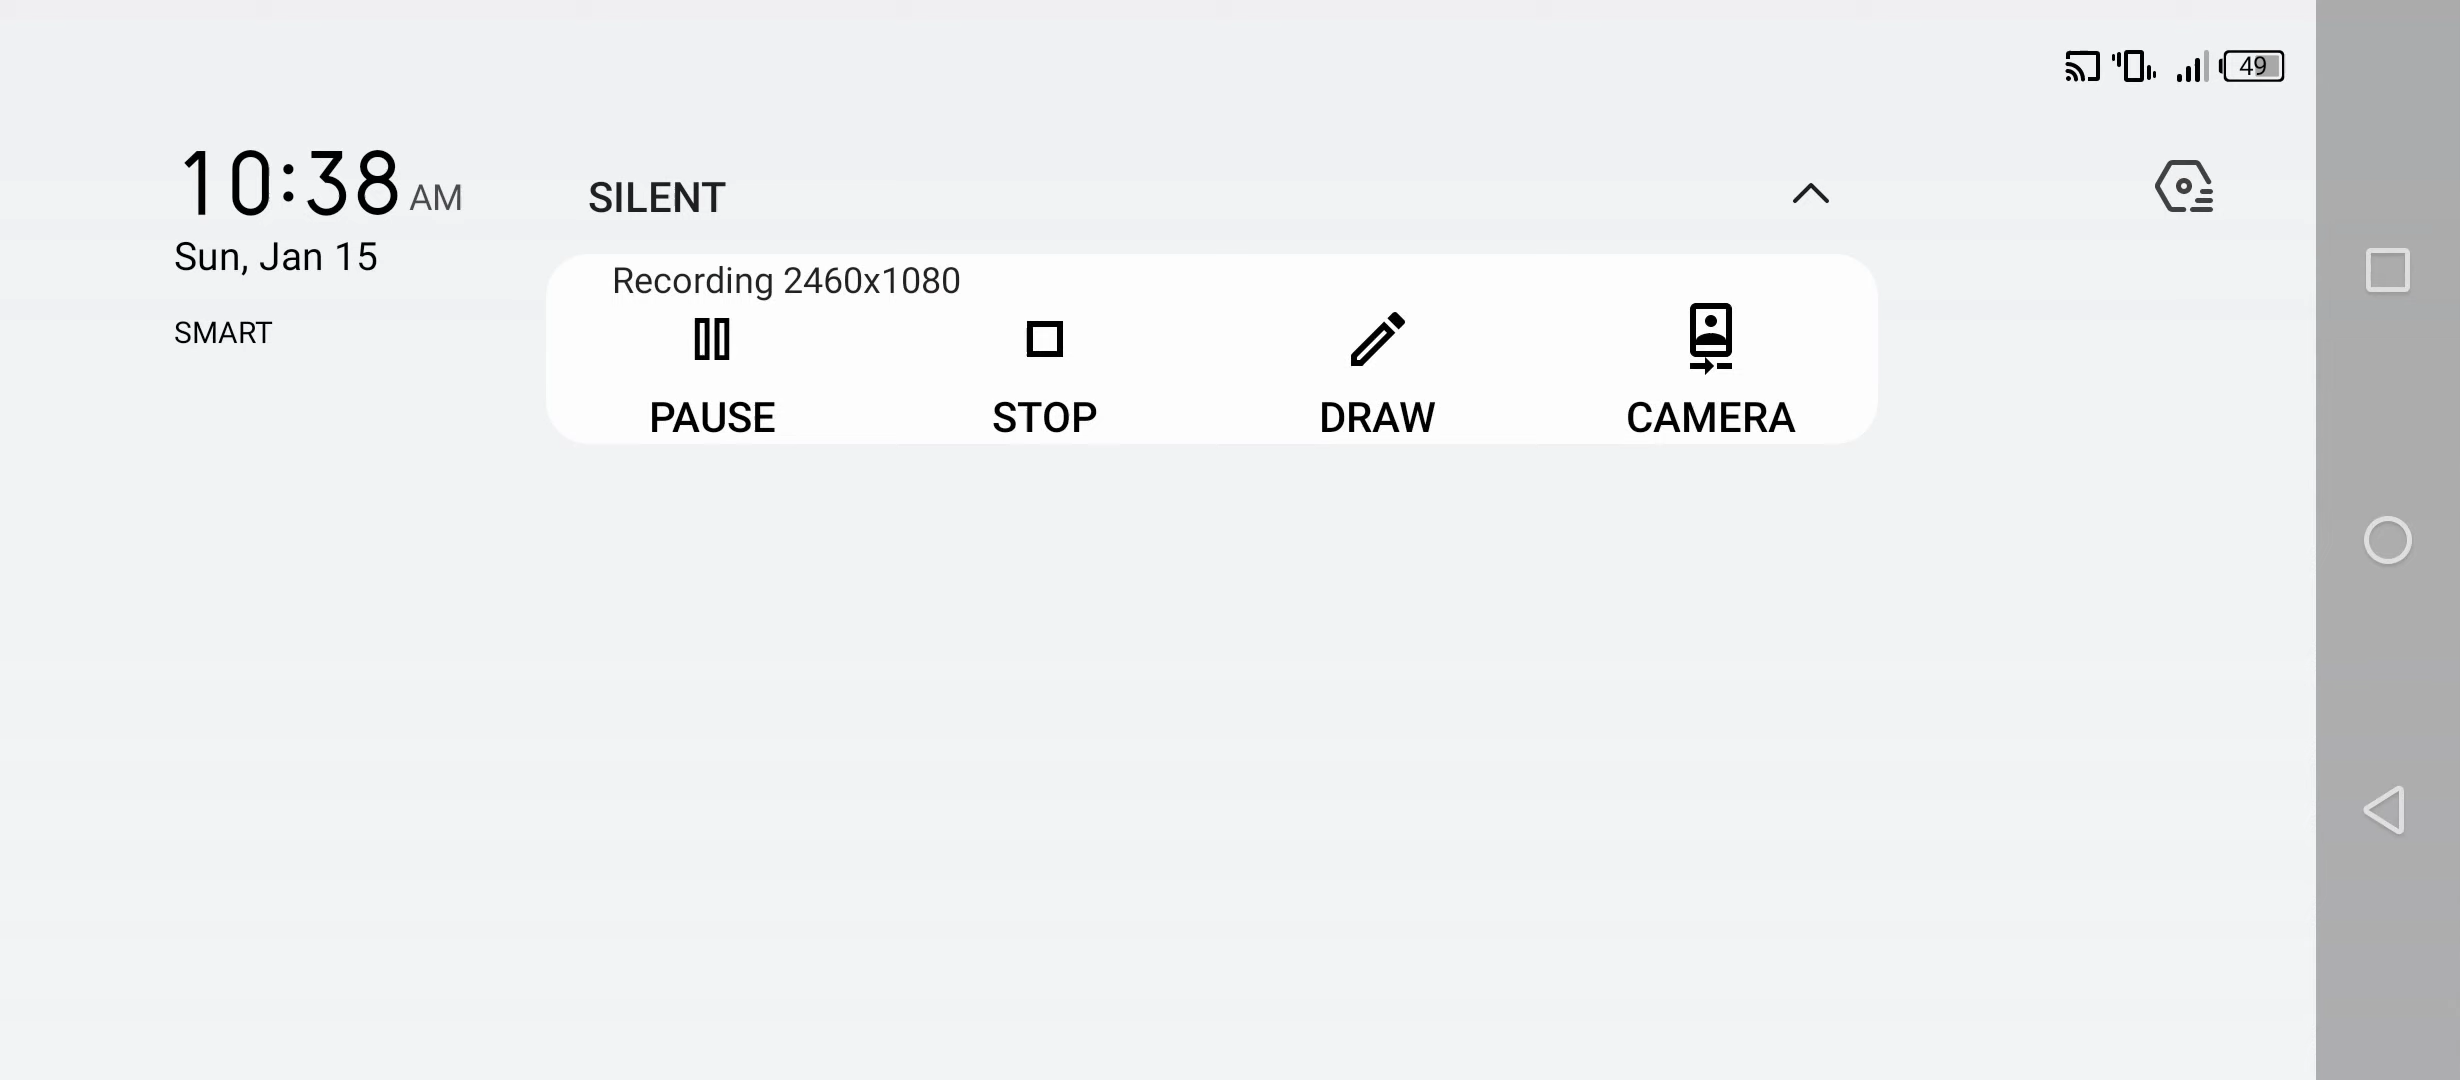 49
10:38 AM
SILENT
Sun, Jan 15
Recording 2460x1080
SMART
PAUSE
STOP
DRAW
CAMERA